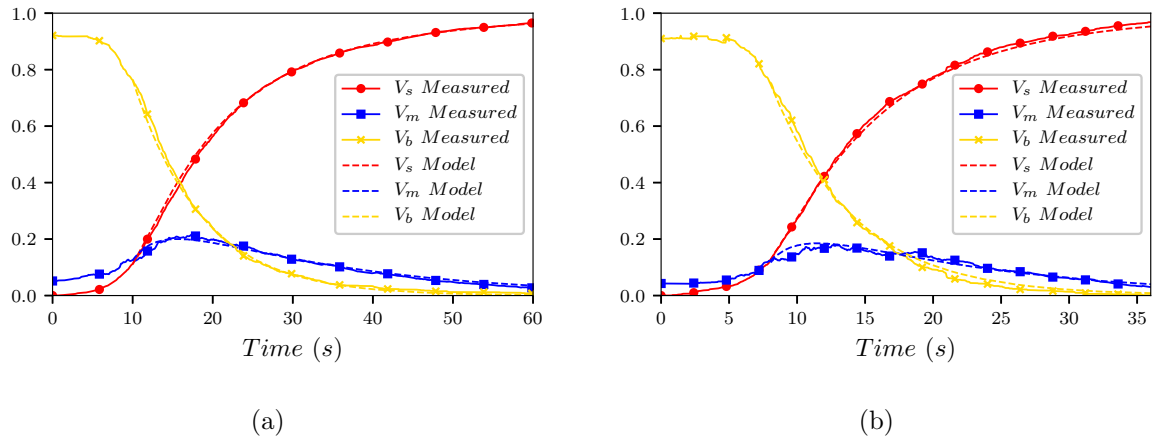 1.0
0.8
0.6
0.4
0.2
0.0
0 10 20 30 40 50 60
Time (s)
V_s Measured
V_m Measured
V_b Measured
V_s Model
V_m Model
V_b Model
(a)
1.0
0.8
0.6
0.4
0.2
0.0
0 5 10 15 20 25 30 35
Time (s)
V_s Measured
V_m Measured
V_b Measured
V_s Model
V_m Model
V_b Model
(b)